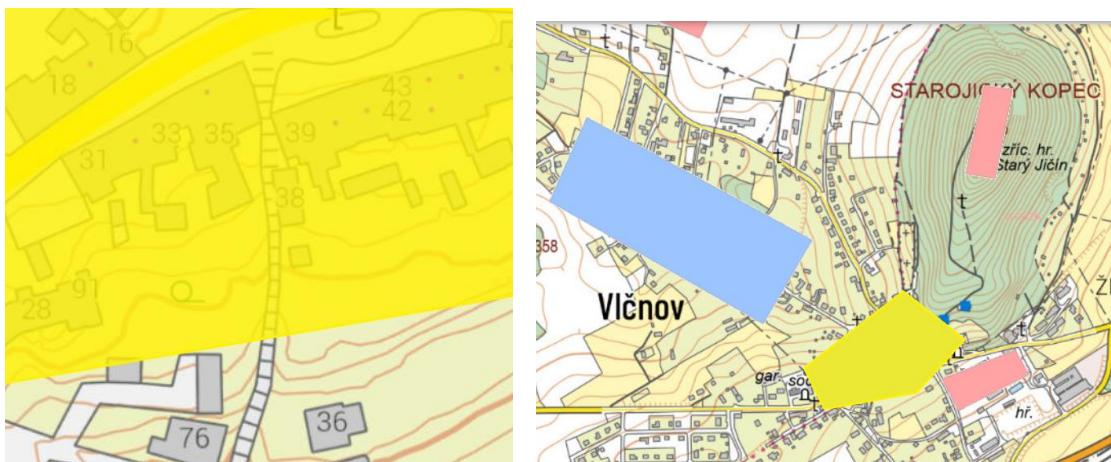 16
18
43
42
33
35
39
31
38
91
28
36
76
STAROJICKÝ KOPEC
zříc. hr.
Starý Jičín
358
Vlčnov
gar.
hř.